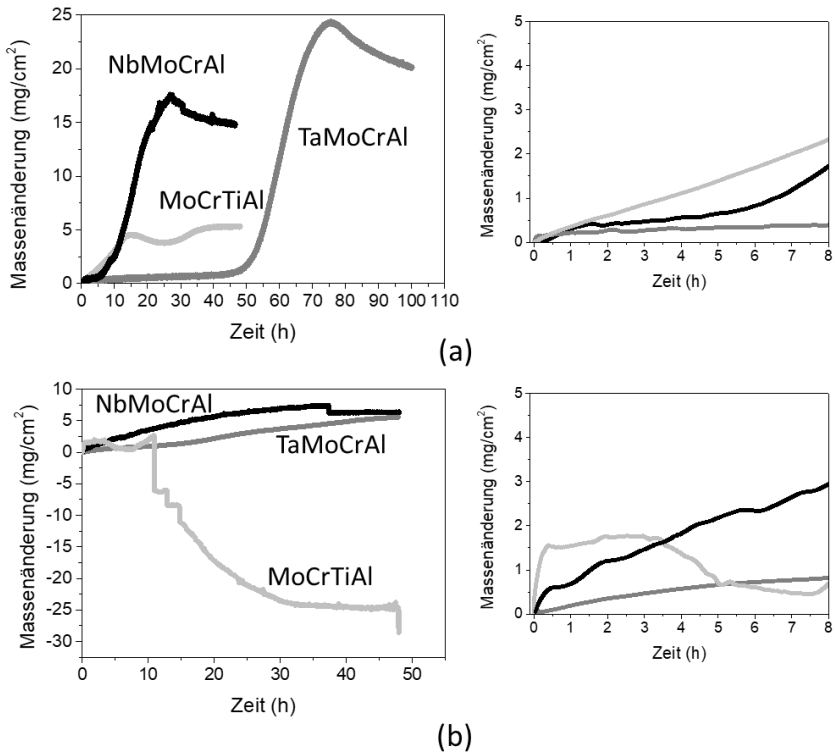 25
20
15
10
5
0
Massenänderung (mg/cm²)
NbMoCrAl
TaMoCrAl
MoCrTiAl
0 10 20 30 40 50 60 70 80 90 100 110
Zeit (h)
5
4
3
2
1
0
Massenänderung (mg/cm²)
0 1 2 3 4 5 6 7 8
Zeit (h)
(a)
10
5
0
-5
-10
-15
-20
-25
-30
Massenänderung (mg/cm²)
NbMoCrAl
TaMoCrAl
MoCrTiAl
0 10 20 30 40 50
Zeit (h)
5
4
3
2
1
0
Massenänderung (mg/cm²)
0 1 2 3 4 5 6 7 8
Zeit (h)
(b)